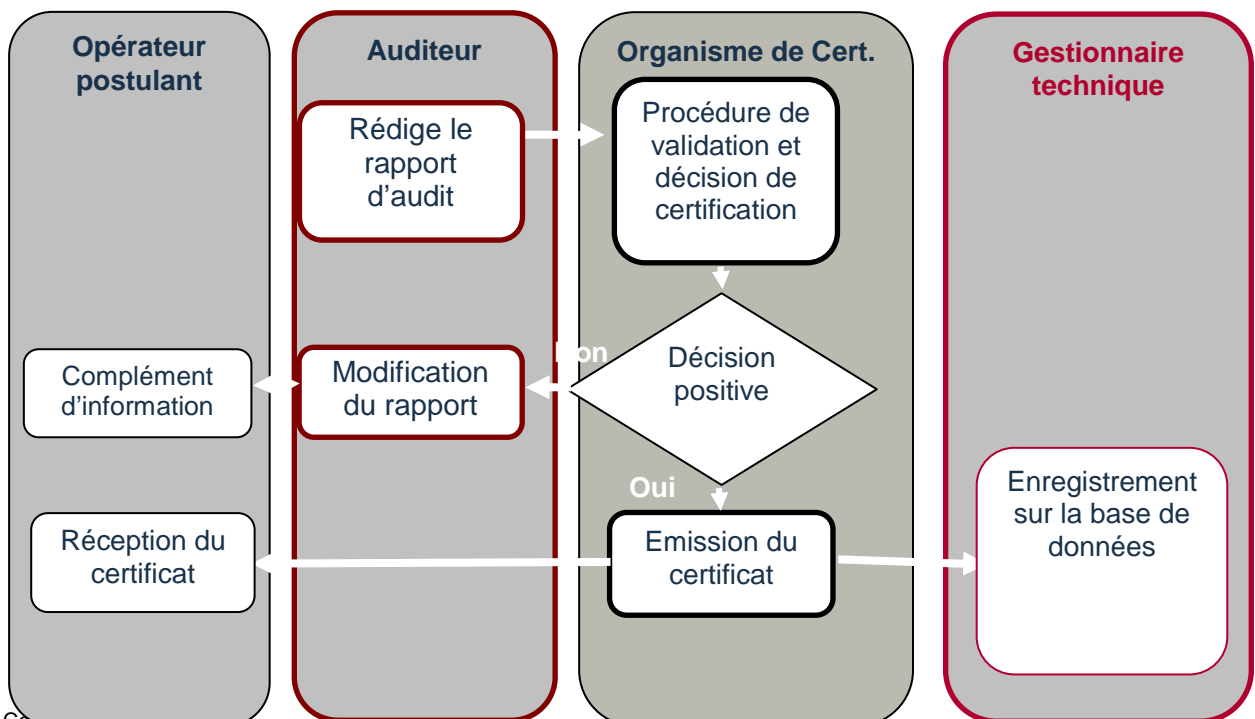 Opérateur
postulant
Auditeur
Organisme de Cert.
Gestionnaire
technique
Rédige le
rapport
d’audit
Procédure de
validation et
décision de
certification
Complément
d’information
Modification
du rapport
Décision
positive
Oui
Réception du
certificat
Emission du
certificat
Enregistrement
sur la base de
données